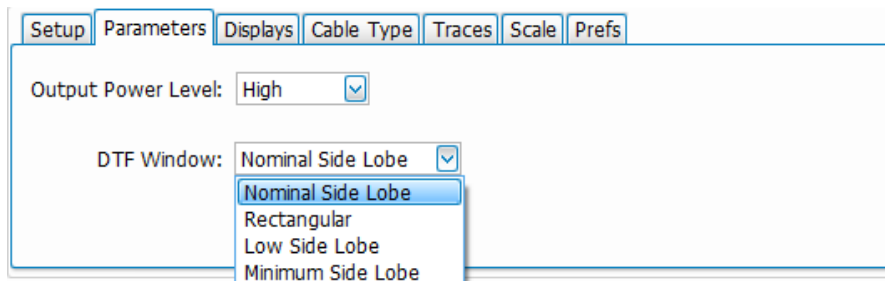 Setup Parameters Displays Cable Type Traces Scale Prefs
Output Power Level: High
DTF Window: Nominal Side Lobe
Nominal Side Lobe
Rectangular
Low Side Lobe
Minimum Side Lobe